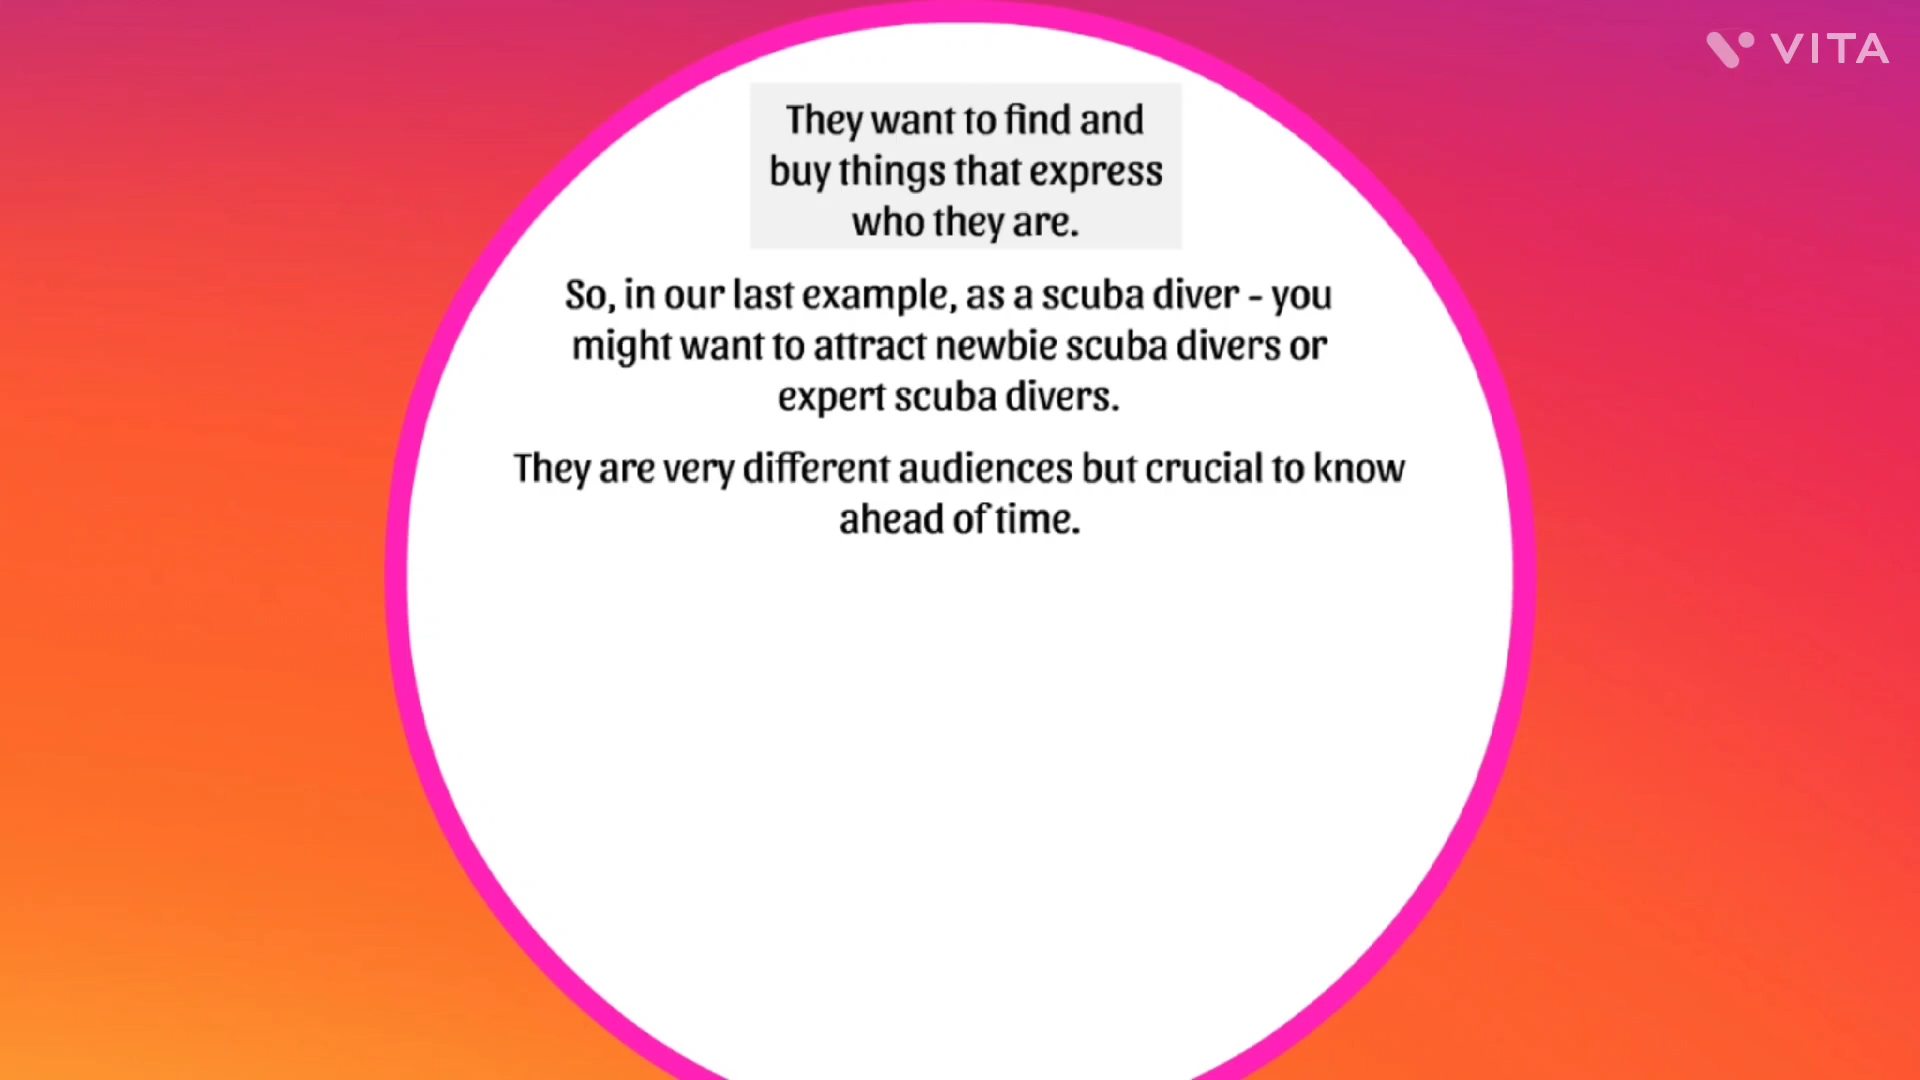 VITA
They want to find and
buy things that express
who they are.
So, in our last example, as a scuba diver - you
might want to attract newbie scuba divers or
expert scuba divers.
They are very different audiences but crucial to know
ahead of time.